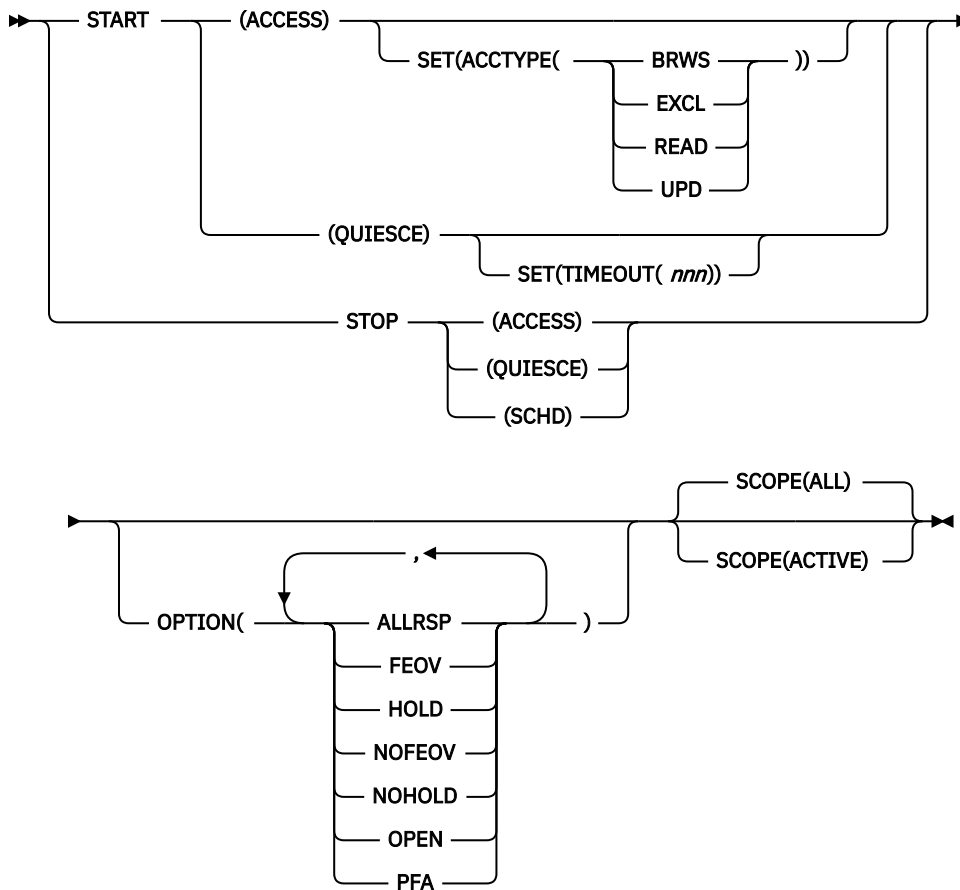 START (ACCESS)
SET(ACCTYPE( BRWS ))
EXCL
READ
UPD
(QUIESCE)
SET(TIMEOUT( nnn))
STOP (ACCESS)
(QUIESCE)
(SCHD)
SCOPE(ALL)
SCOPE(ACTIVE)
,
OPTION( ALLRSP )
FEOV
HOLD
NOFEOV
NOHOLD
OPEN
PFA